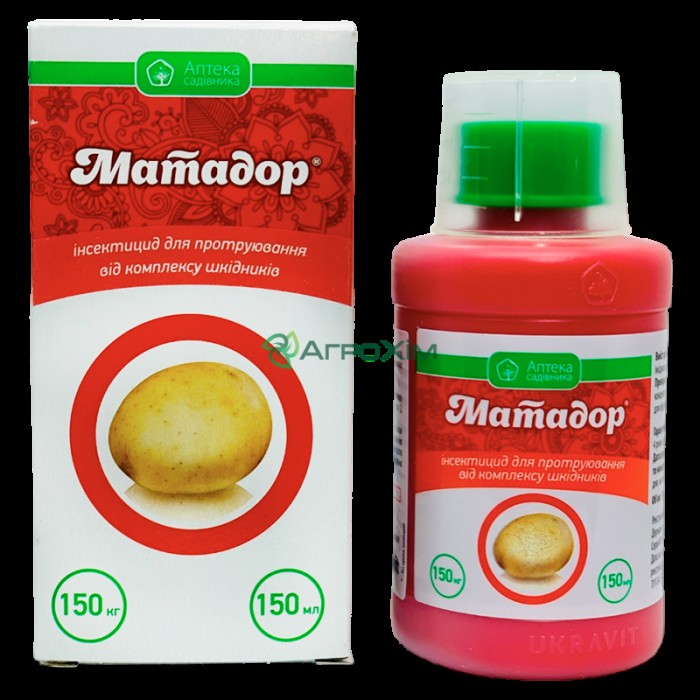 Аптека
садівника
Матадор®
інсектицид для протруювання
від комплексу шкідників
150 кг
150 мл
АгроХім
Аптека
садівника
Матадор®
інсектицид для протруювання
від комплексу шкідників
150 кг
150 мл
UKRAVIT